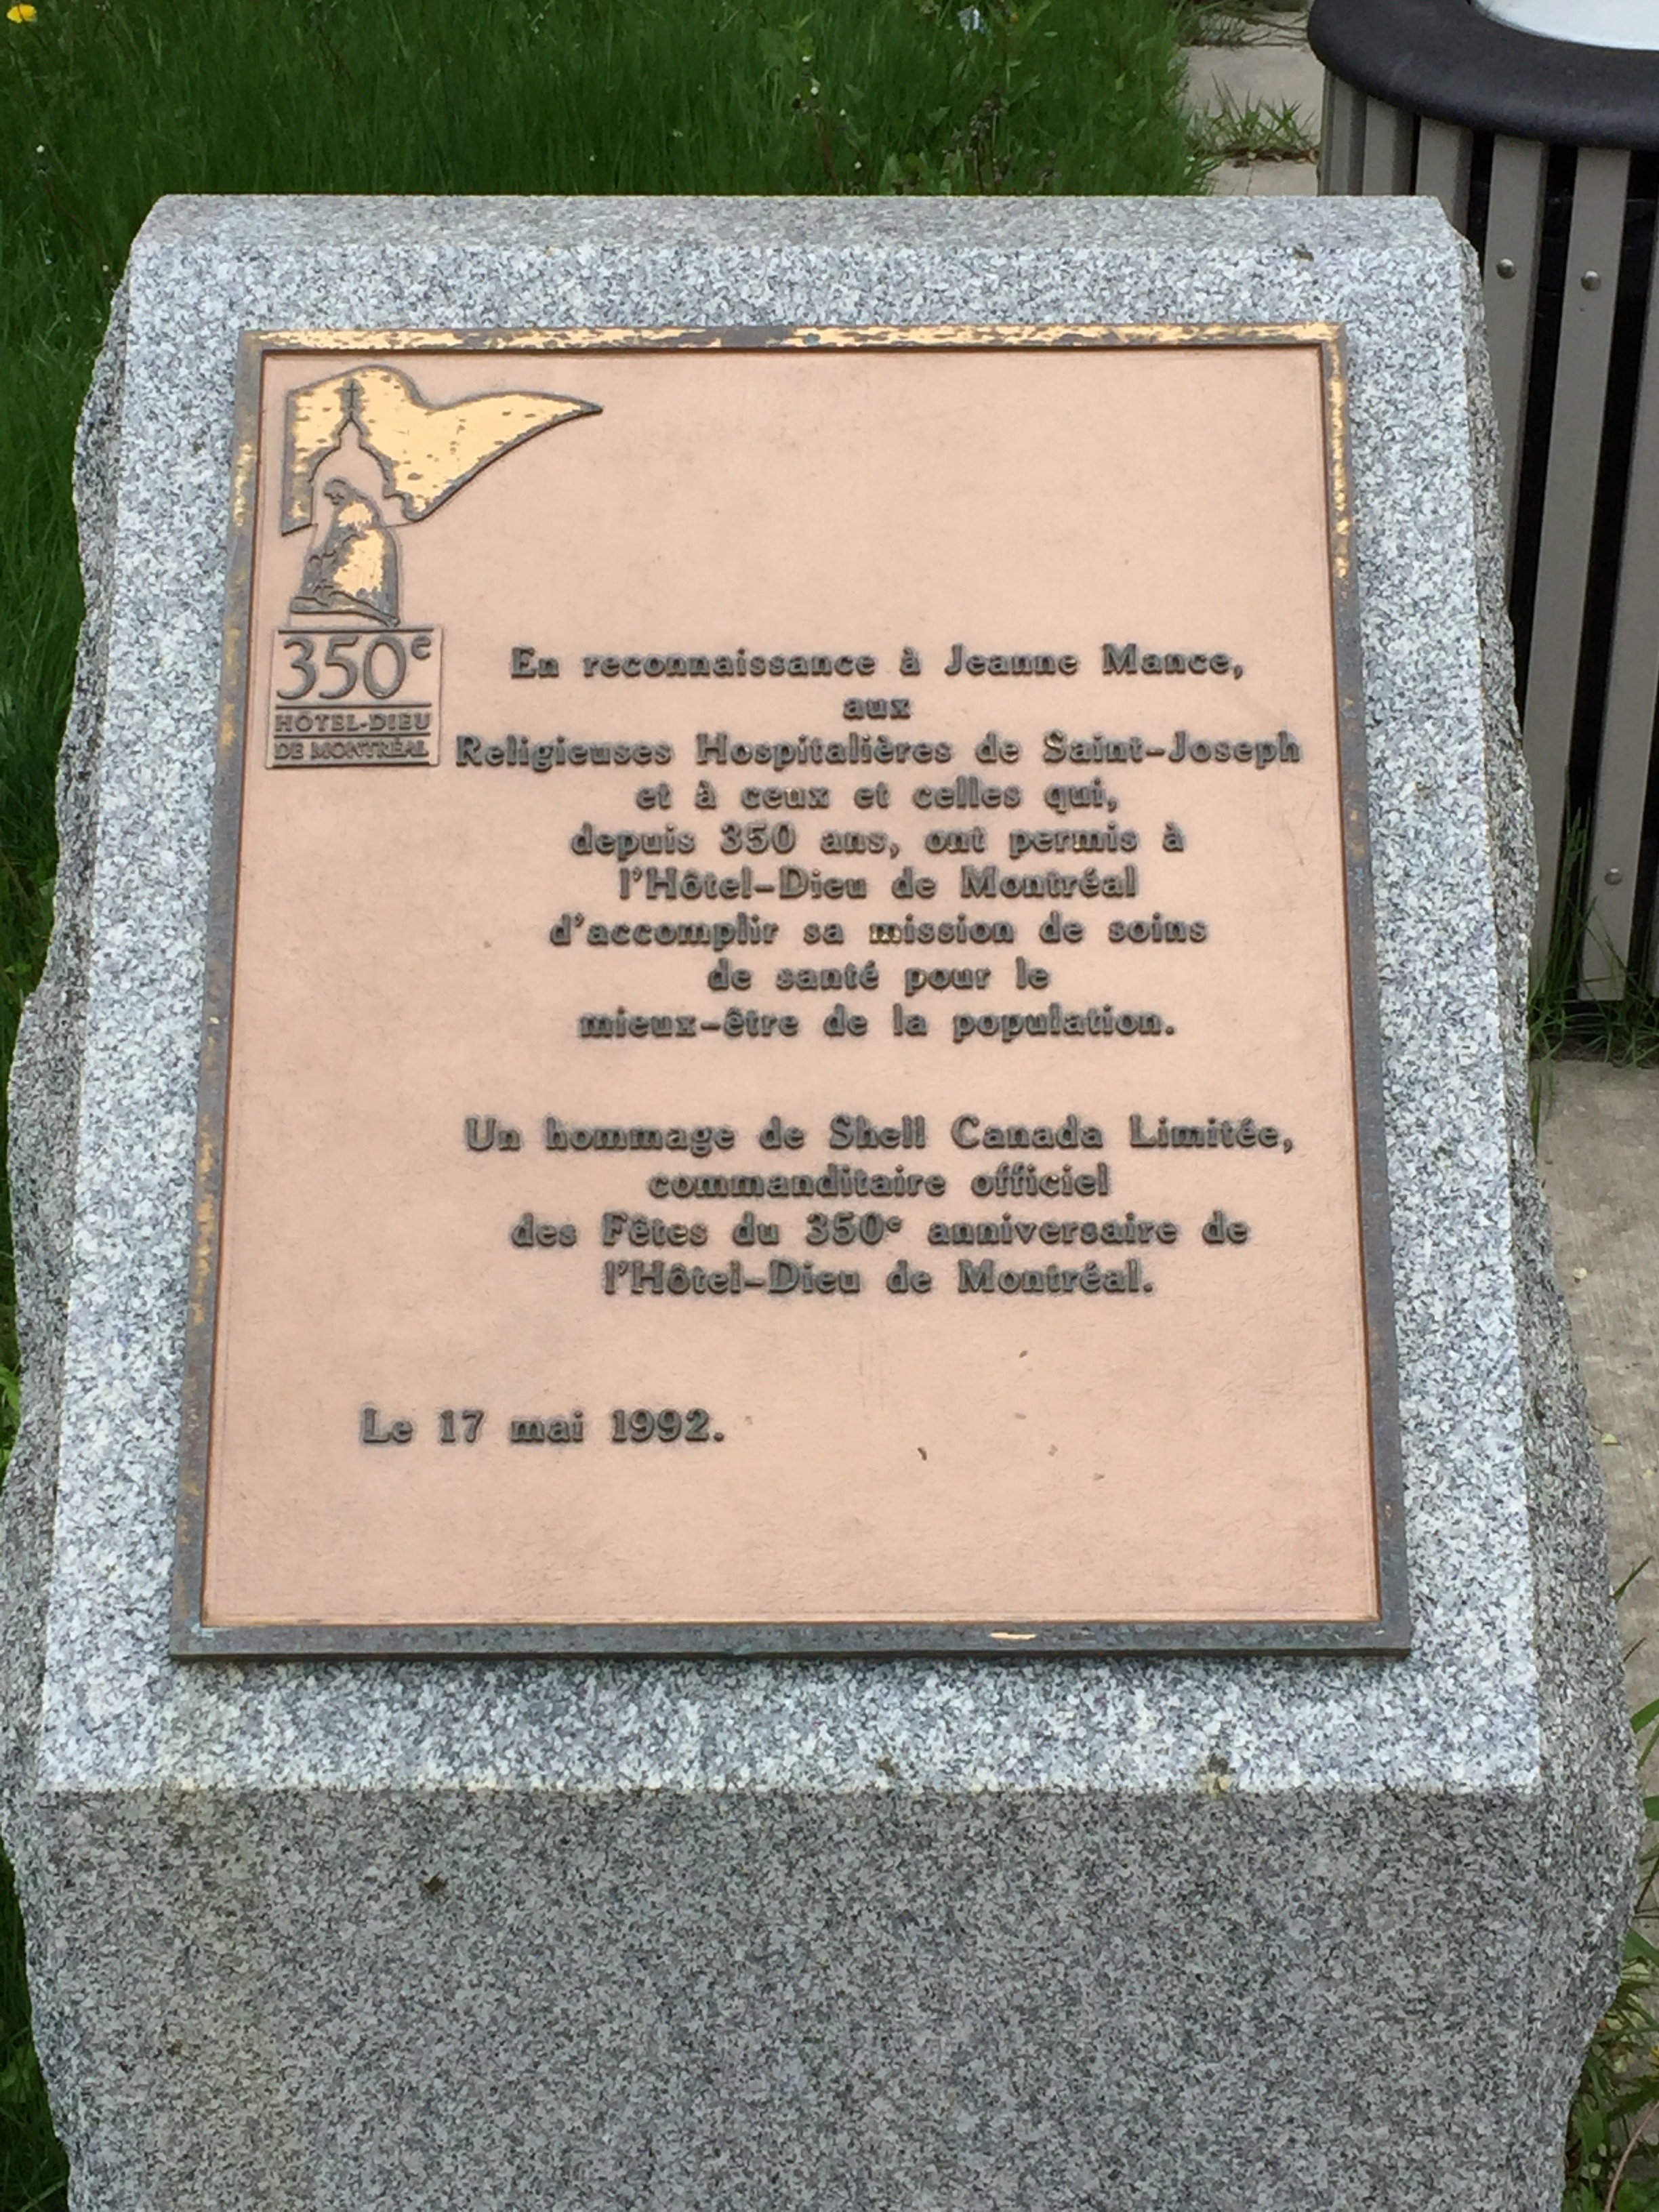 350e
HÔTEL-DIEU
DE MONTRÉAL
En reconnaissance à Jeanne Mance,
aux
Religieuses Hospitalières de Saint-Joseph
et à ceux et celles qui,
depuis 350 ans, ont permis à
l'Hôtel-Dieu de Montréal
d'accomplir sa mission de soins
de santé pour le
mieux-être de la population.
Un hommage de Shell Canada Limitée,
commanditaire officiel
des Fêtes du 350e anniversaire de
l'Hôtel-Dieu de Montréal.
Le 17 mai 1992.